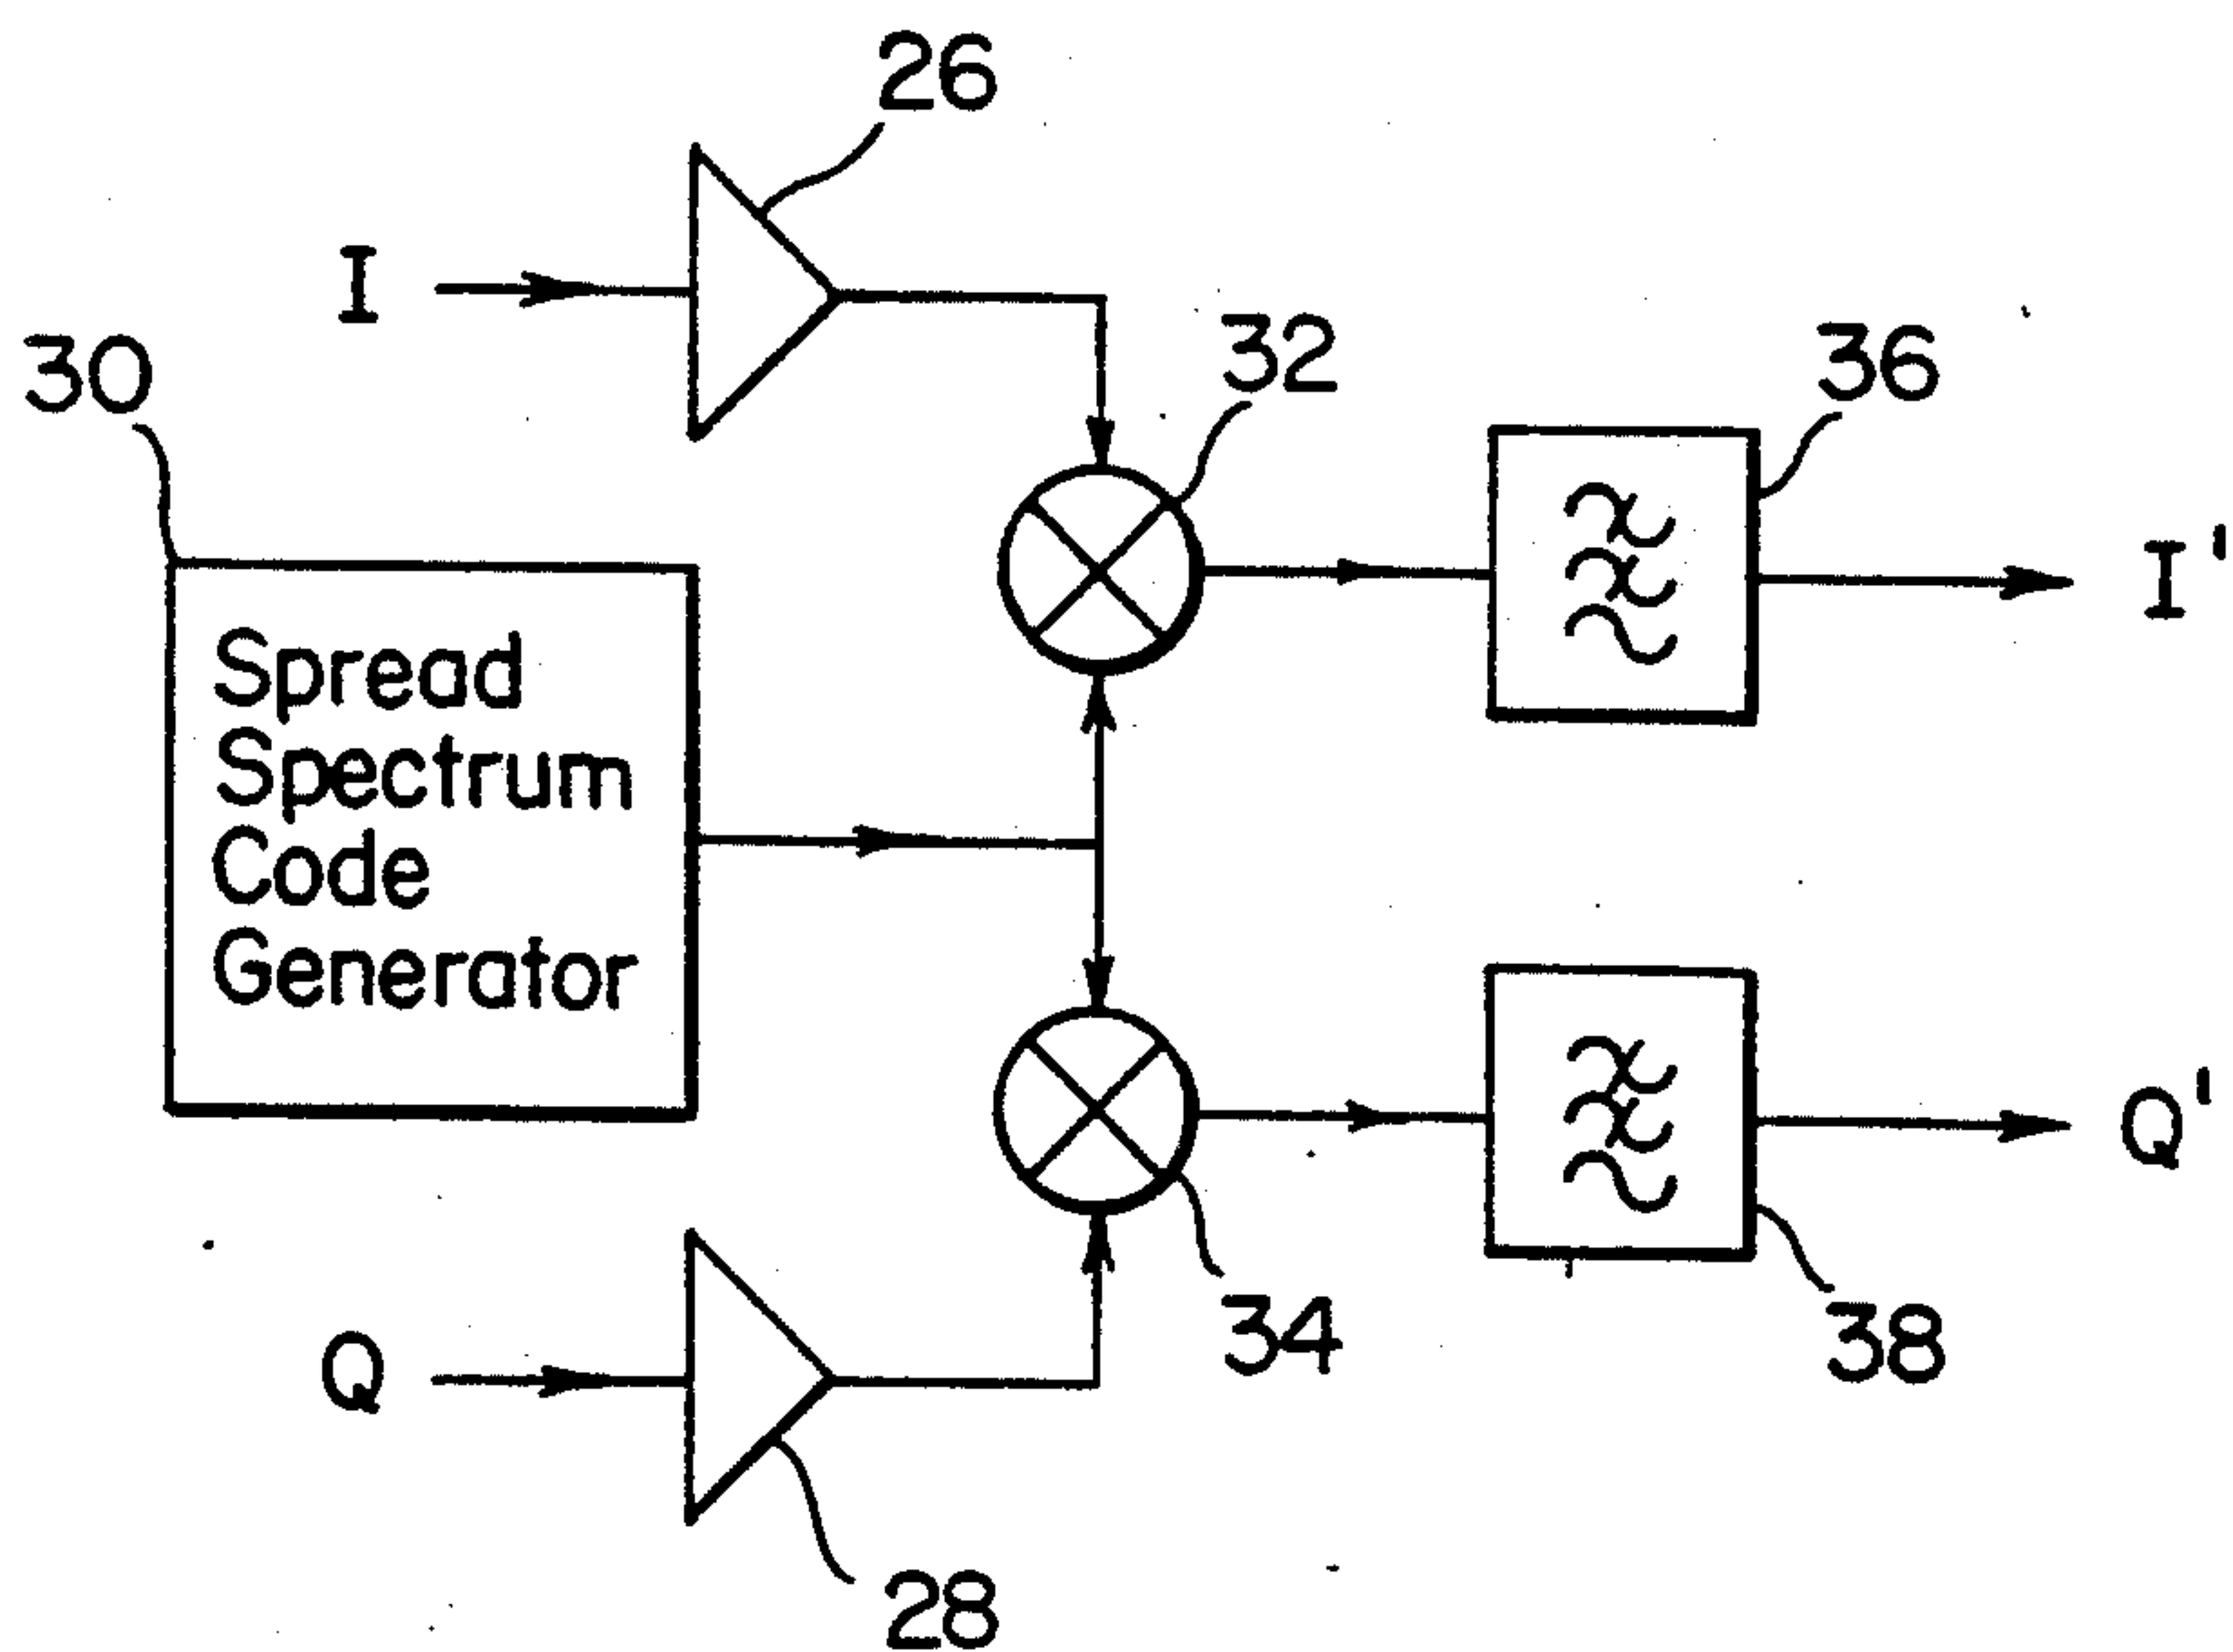 26
I
30
32
36
I'
Spread
Spectrum
Code
Generator
Q'
34
38
Q
28